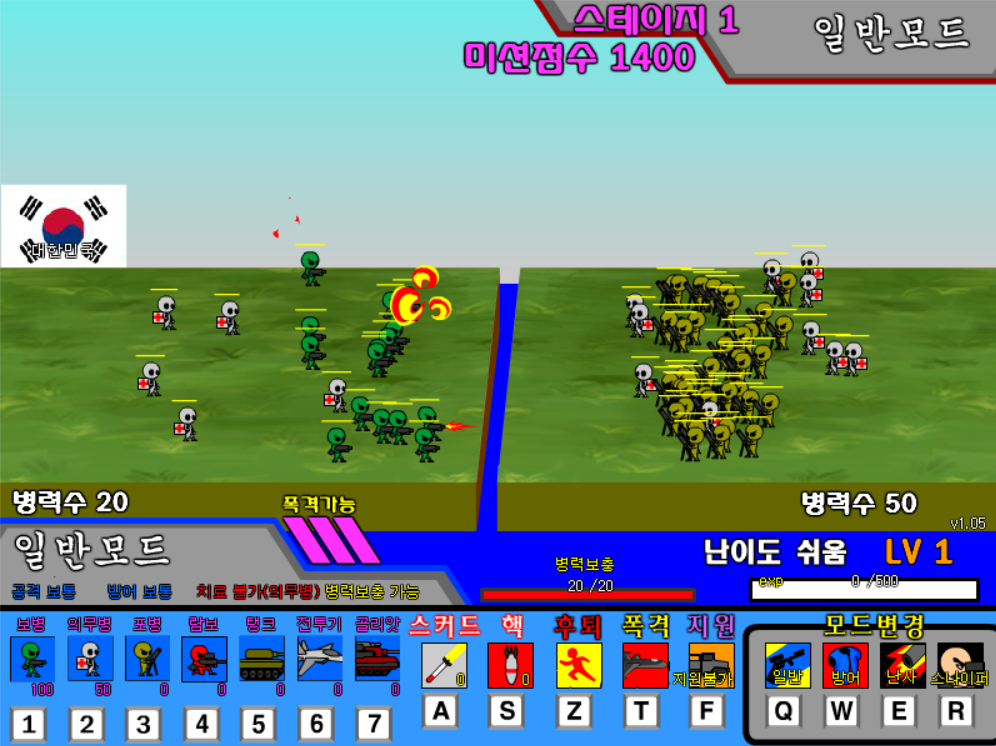 스테이지 1
미션점수 1400
일반모드
대한민국
병력수 20
폭격가능
병력수 50
v1.05
일반모드
난이도 쉬움 LV 1
병력보충
20 /20
exp 0 /500
공격 보통 방어 보통 치료 불가(의무병) 병력보충 가능
보병 의무병 포병 람보 탱크 전투기 골리앗 스커드 핵 후퇴 폭격 지원
모드변경
100 50 0 0 0 0 0 0 0 지원불가
일반 방어 난사 스나이퍼
1 2 3 4 5 6 7 A S Z T F Q W E R